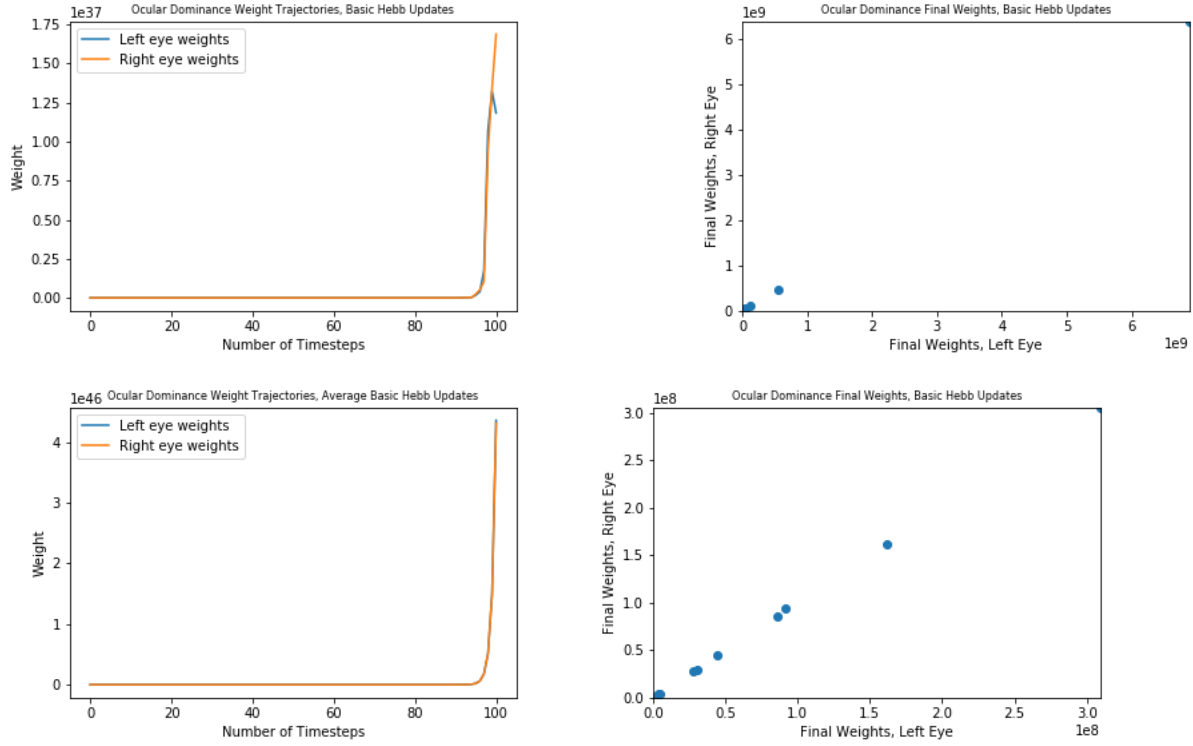 Ocular Dominance Weight Trajectories, Basic Hebb Updates
1e37
1.75
1.50
1.25
1.00
0.75
0.50
0.25
0.00
Weight
Left eye weights
Right eye weights
0 20 40 60 80 100
Number of Timesteps
Ocular Dominance Final Weights, Basic Hebb Updates
1e9
6
5
4
3
2
1
0
Final Weights, Right Eye
0 1 2 3 4 5 6
1e9
Final Weights, Left Eye
Ocular Dominance Weight Trajectories, Average Basic Hebb Updates
1e46
4
3
2
1
0
Weight
Left eye weights
Right eye weights
0 20 40 60 80 100
Number of Timesteps
Ocular Dominance Final Weights, Basic Hebb Updates
1e8
3.0
2.5
2.0
1.5
1.0
0.5
0.0
Final Weights, Right Eye
0.0 0.5 1.0 1.5 2.0 2.5 3.0
1e8
Final Weights, Left Eye